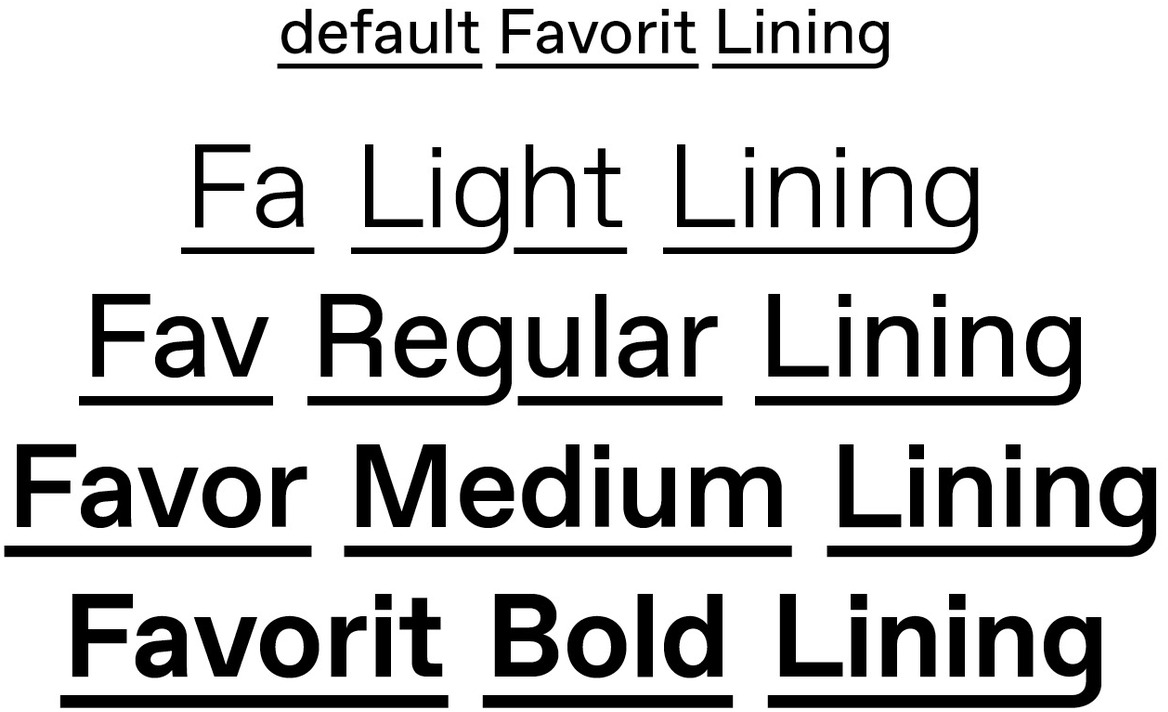 default Favorit Lining
Fa Light Lining
Fav Regular Lining
Favor Medium Lining
Favorit Bold Lining